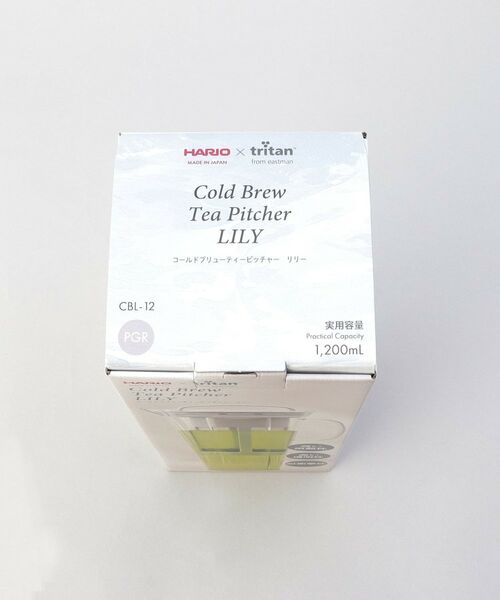 HARIO × tritan™
MADE IN JAPAN from eastman
Cold Brew
Tea Pitcher
LILY
コールドブリューティーピッチャー リリー
CBL-12
PGR
実用容量
Practical Capacity
1,200mL
HARIO × tritan
Cold Brew
Tea Pitcher
LILY